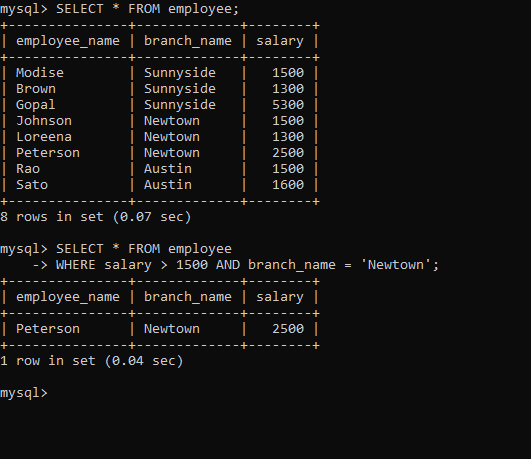 mysql> SELECT * FROM employee;
+---------------+-------------+--------+
| employee_name | branch_name | salary |
+---------------+-------------+--------+
| Modise        | Sunnyside   |   1500 |
| Brown         | Sunnyside   |   1300 |
| Gopal         | Sunnyside   |   5300 |
| Johnson       | Newtown     |   1500 |
| Loreena       | Newtown     |   1300 |
| Peterson      | Newtown     |   2500 |
| Rao           | Austin      |   1500 |
| Sato          | Austin      |   1600 |
+---------------+-------------+--------+
8 rows in set (0.07 sec)

mysql> SELECT * FROM employee
    -> WHERE salary > 1500 AND branch_name = 'Newtown';
+---------------+-------------+--------+
| employee_name | branch_name | salary |
+---------------+-------------+--------+
| Peterson      | Newtown     |   2500 |
+---------------+-------------+--------+
1 row in set (0.04 sec)

mysql>